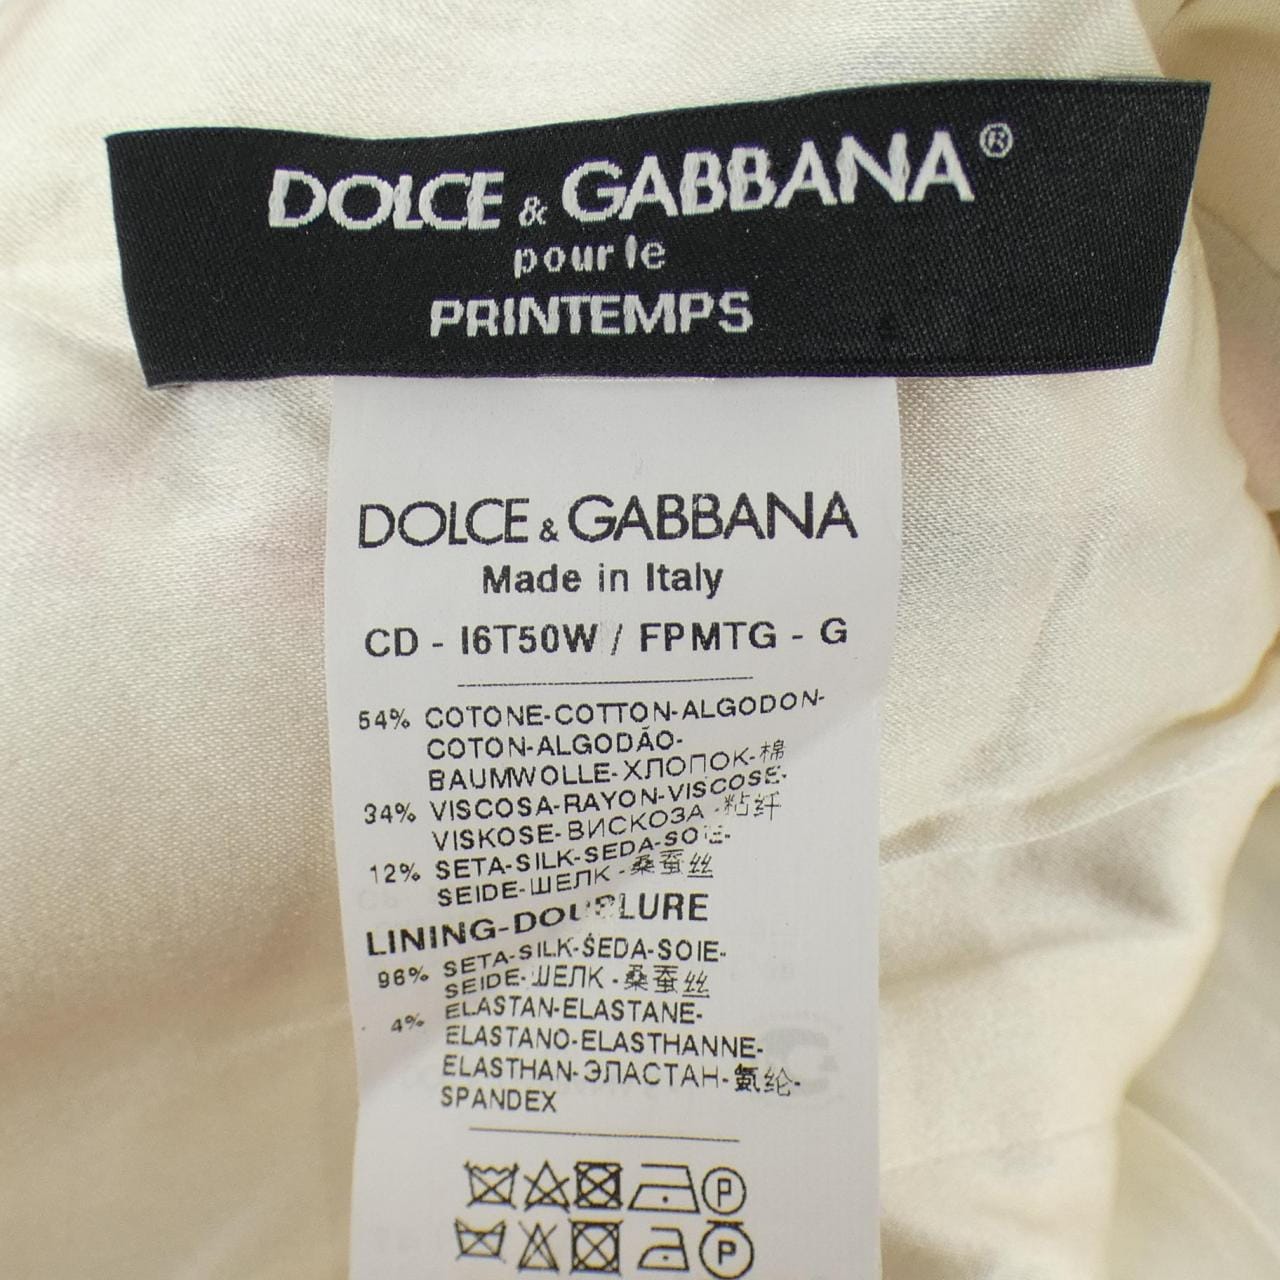 DOLCE & GABBANA®
pour le
PRINTEMPS
DOLCE & GABBANA
Made in Italy
CD - I6T50W / FPMTG - G
54% COTONE-COTTON-ALGODON-
COTON-ALGODÃO-
BAUMWOLLE-ХЛОПОК-棉
34% VISCOSA-RAYON-VISCOSE-
VISKOSE-ВИСКОЗА-粘纤
12% SETA-SILK-SEDA-SOIE-
SEIDE-ШЕЛК-桑蚕丝
LINING-DOUBLURE
96% SETA-SILK-SEDA-SOIE-
SEIDE-ШЕЛК-桑蚕丝
4% ELASTAN-ELASTANE-
ELASTANO-ELASTHANNE-
ELASTHAN-ЭЛАСТАН-氨纶-
SPANDEX
P
P